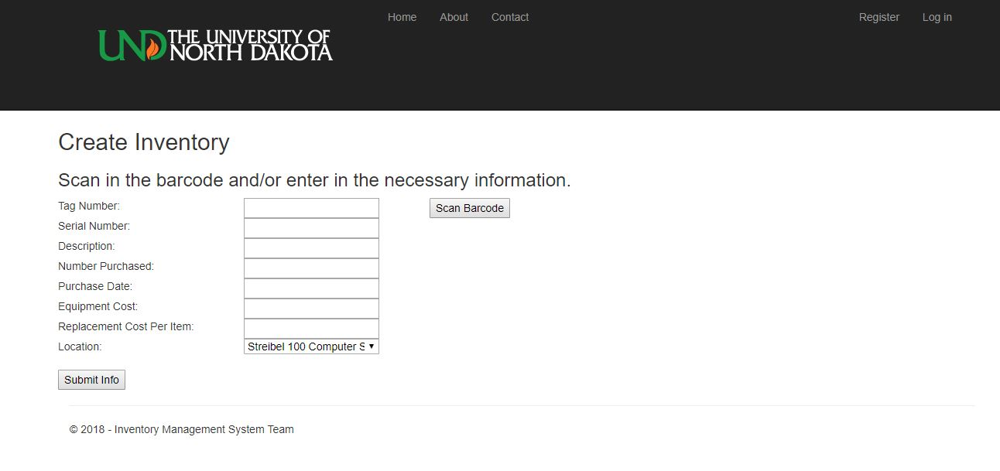 Home About Contact Register Log in
UND THE UNIVERSITY OF
NORTH DAKOTA
Create Inventory
Scan in the barcode and/or enter in the necessary information.
Tag Number: Scan Barcode
Serial Number:
Description:
Number Purchased:
Purchase Date:
Equipment Cost:
Replacement Cost Per Item:
Location: Streibel 100 Computer S
Submit Info
© 2018 - Inventory Management System Team